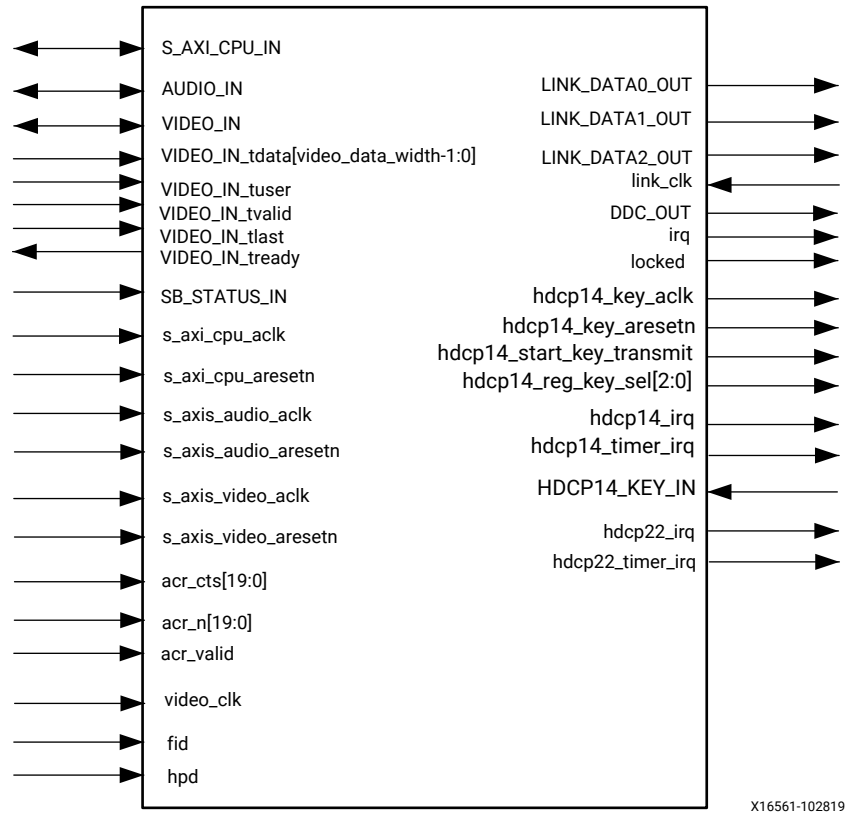 S_AXI_CPU_IN
AUDIO_IN
VIDEO_IN
VIDEO_IN_tdata[video_data_width-1:0]
VIDEO_IN_tuser
VIDEO_IN_tvalid
VIDEO_IN_tlast
VIDEO_IN_tready
SB_STATUS_IN
s_axi_cpu_aclk
s_axi_cpu_aresetn
s_axis_audio_aclk
s_axis_audio_aresetn
s_axis_video_aclk
s_axis_video_aresetn
acr_cts[19:0]
acr_n[19:0]
acr_valid
video_clk
fid
hpd
LINK_DATA0_OUT
LINK_DATA1_OUT
LINK_DATA2_OUT
link_clk
DDC_OUT
irq
locked
hdcp14_key_aclk
hdcp14_key_aresetn
hdcp14_start_key_transmit
hdcp14_reg_key_sel[2:0]
hdcp14_irq
hdcp14_timer_irq
HDCP14_KEY_IN
hdcp22_irq
hdcp22_timer_irq
X16561-102819